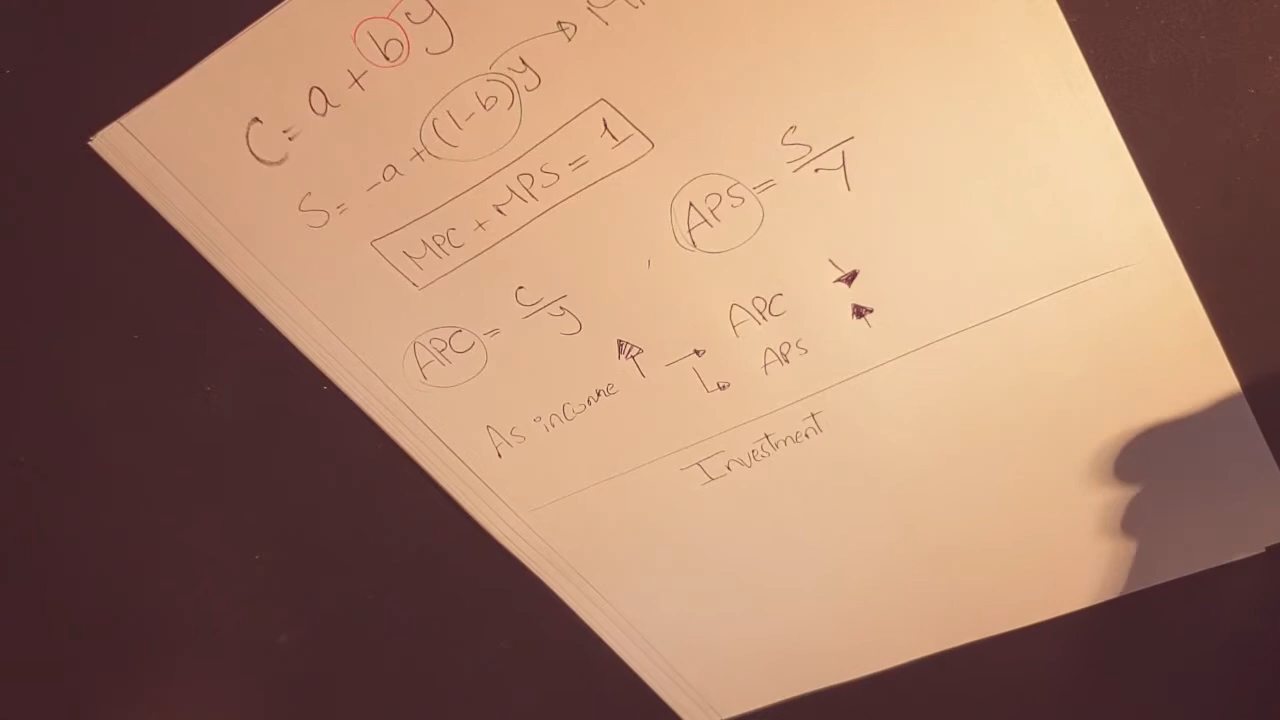 C = a + by
S = -a + (1-b)y
MPC + MPS = 1
APS = S/Y
APC = C/y ,
As income ↑ → APC ↓
↳ APS ↑
Investment